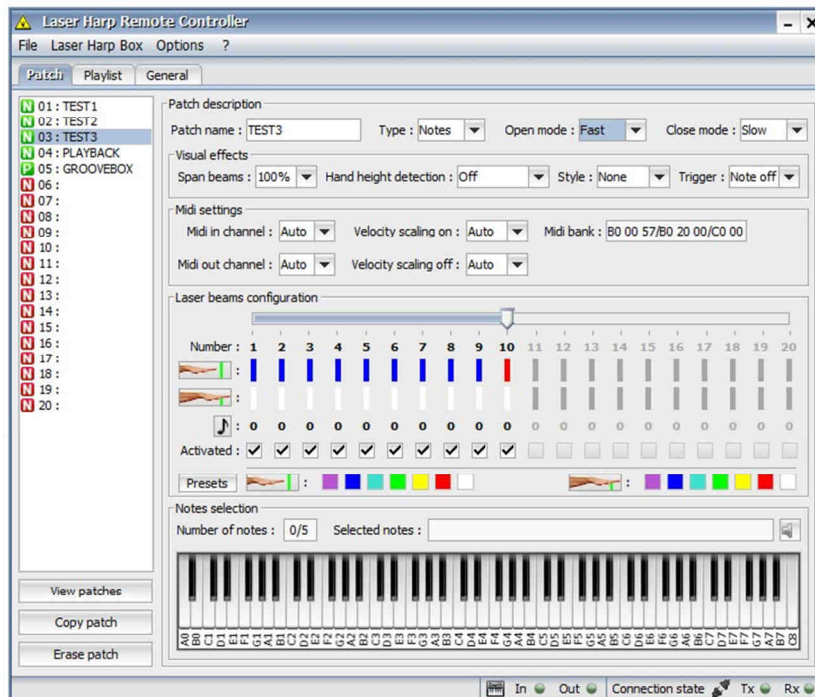 Laser Harp Remote Controller
File Laser Harp Box Options ?
Patch Playlist General
N 01 : TEST1
N 02 : TEST2
N 03 : TEST3
N 04 : PLAYBACK
P 05 : GROOVEBOX
N 06 :
N 07 :
N 08 :
N 09 :
N 10 :
N 11 :
N 12 :
N 13 :
N 14 :
N 15 :
N 16 :
N 17 :
N 18 :
N 19 :
N 20 :
View patches
Copy patch
Erase patch
Patch description
Patch name : TEST3 Type : Notes Open mode : Fast Close mode : Slow
Visual effects
Span beams : 100% Hand height detection : Off Style : None Trigger : Note off
Midi settings
Midi in channel : Auto Velocity scaling on : Auto Midi bank : B0 00 57/B0 20 00/C0 00
Midi out channel : Auto Velocity scaling off : Auto
Laser beams configuration
Number : 1 2 3 4 5 6 7 8 9 10 11 12 13 14 15 16 17 18 19 20
:
:
: 0 0 0 0 0 0 0 0 0 0 0 0 0 0 0 0 0 0 0 0
Activated :
Presets : :
Notes selection
Number of notes : 0/5 Selected notes :
A0 B0 C1 D1 E1 F1 G1 A1 B1 C2 D2 E2 F2 G2 A2 B2 C3 D3 E3 F3 G3 A3 B3 C4 D4 E4 F4 G4 A4 B4 C5 D5 E5 F5 G5 A5 B5 C6 D6 E6 F6 G6 A6 B6 C7 D7 E7 F7 G7 A7 B7 C8
In Out Connection state Tx Rx